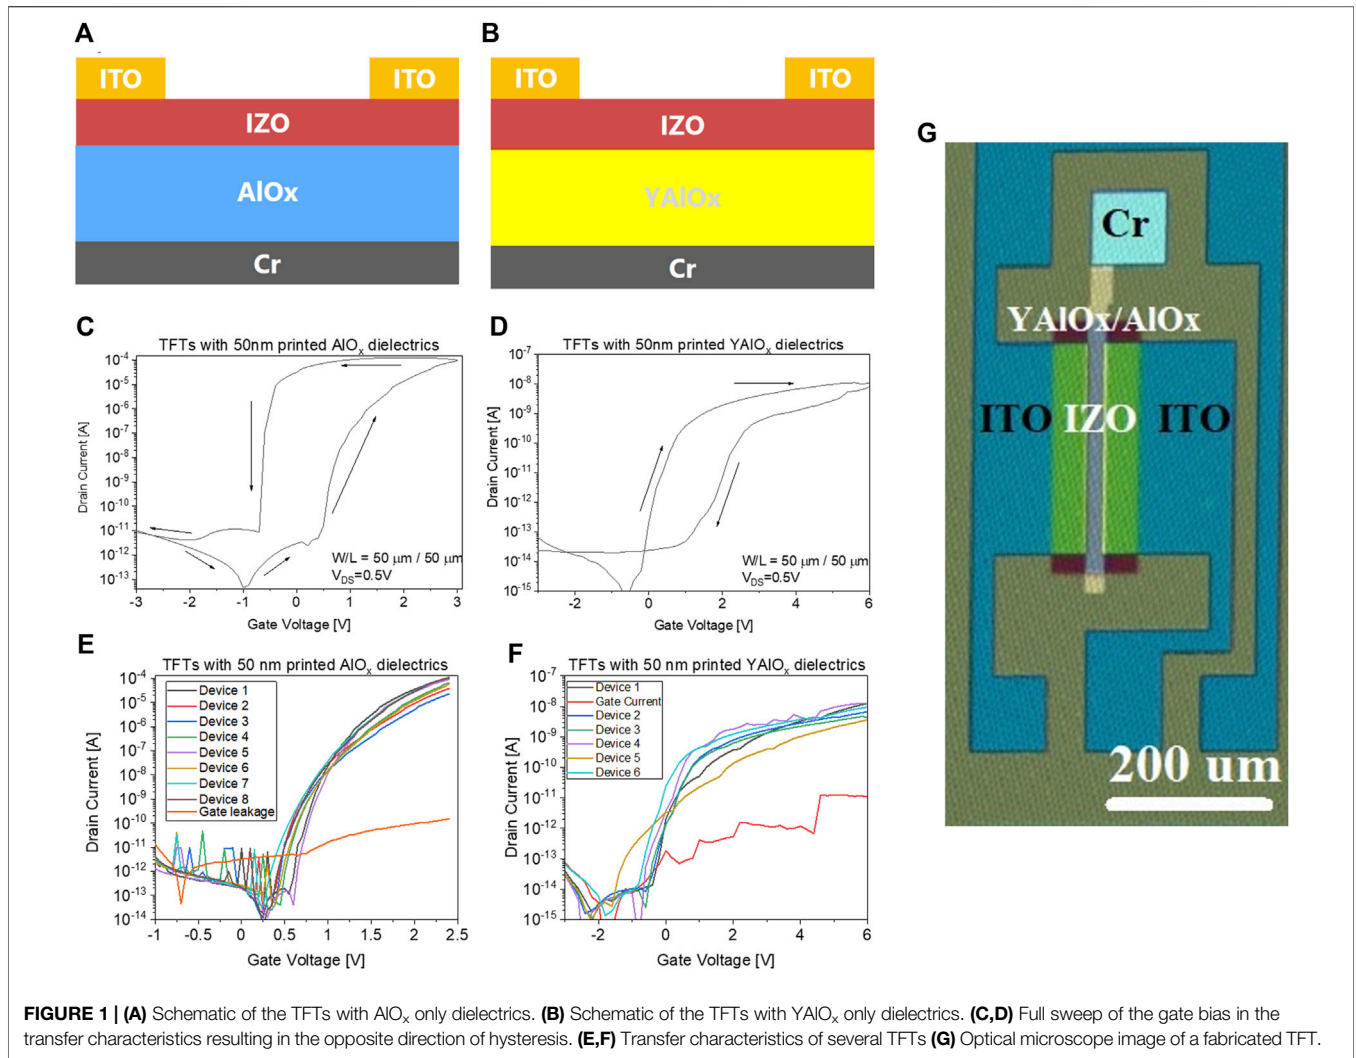 A
ITO
ITO
IZO
AlOx
Cr
B
ITO
ITO
IZO
YAlOx
Cr
C
TFTs with 50nm printed AlOₓ dielectrics
Drain Current [A]
10⁻⁴
10⁻⁵
10⁻⁶
10⁻⁷
10⁻⁸
10⁻⁹
10⁻¹⁰
10⁻¹¹
10⁻¹²
10⁻¹³
W/L = 50 μm / 50 μm
V_DS=0.5V
-3 -2 -1 0 1 2 3
Gate Voltage [V]
D
TFTs with 50nm printed YAlOₓ dielectrics
Drain Current [A]
10⁻⁷
10⁻⁸
10⁻⁹
10⁻¹⁰
10⁻¹¹
10⁻¹²
10⁻¹³
10⁻¹⁴
10⁻¹⁵
W/L = 50 μm / 50 μm
V_DS=0.5V
-2 0 2 4 6
Gate Voltage [V]
E
TFTs with 50 nm printed AlOₓ dielectrics
Drain Current [A]
10⁻⁴
10⁻⁵
10⁻⁶
10⁻⁷
10⁻⁸
10⁻⁹
10⁻¹⁰
10⁻¹¹
10⁻¹²
10⁻¹³
10⁻¹⁴
Device 1
Device 2
Device 3
Device 4
Device 5
Device 6
Device 7
Device 8
Gate leakage
-1 -0.5 0 0.5 1 1.5 2 2.5
Gate Voltage [V]
F
TFTs with 50 nm printed YAlOₓ dielectrics
Drain Current [A]
10⁻⁷
10⁻⁸
10⁻⁹
10⁻¹⁰
10⁻¹¹
10⁻¹²
10⁻¹³
10⁻¹⁴
10⁻¹⁵
Device 1
Gate Current
Device 2
Device 3
Device 4
Device 5
Device 6
-2 0 2 4 6
Gate Voltage [V]
G
Cr
YAlOx/AlOx
ITO IZO ITO
200 um
FIGURE 1 | (A) Schematic of the TFTs with AlOₓ only dielectrics. (B) Schematic of the TFTs with YAlOₓ only dielectrics. (C,D) Full sweep of the gate bias in the
transfer characteristics resulting in the opposite direction of hysteresis. (E,F) Transfer characteristics of several TFTs (G) Optical microscope image of a fabricated TFT.